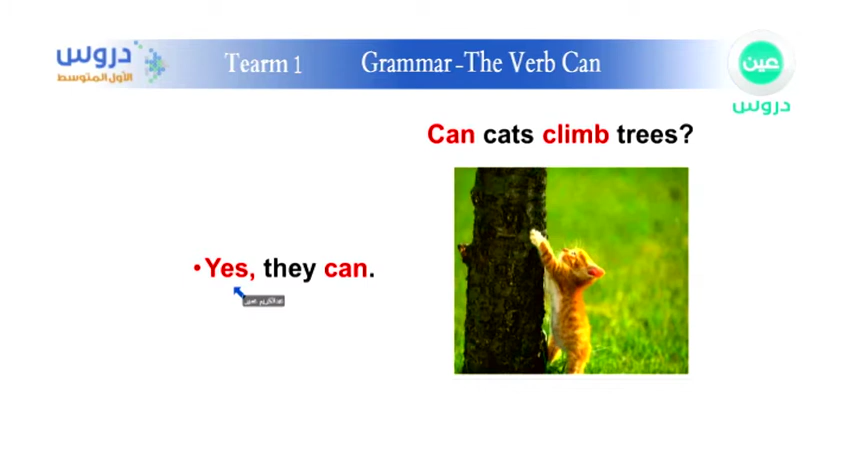 دروس
الأول المتوسط
Tearm 1
Grammar-The Verb Can
عين
دروس
Can cats climb trees?
•Yes, they can.